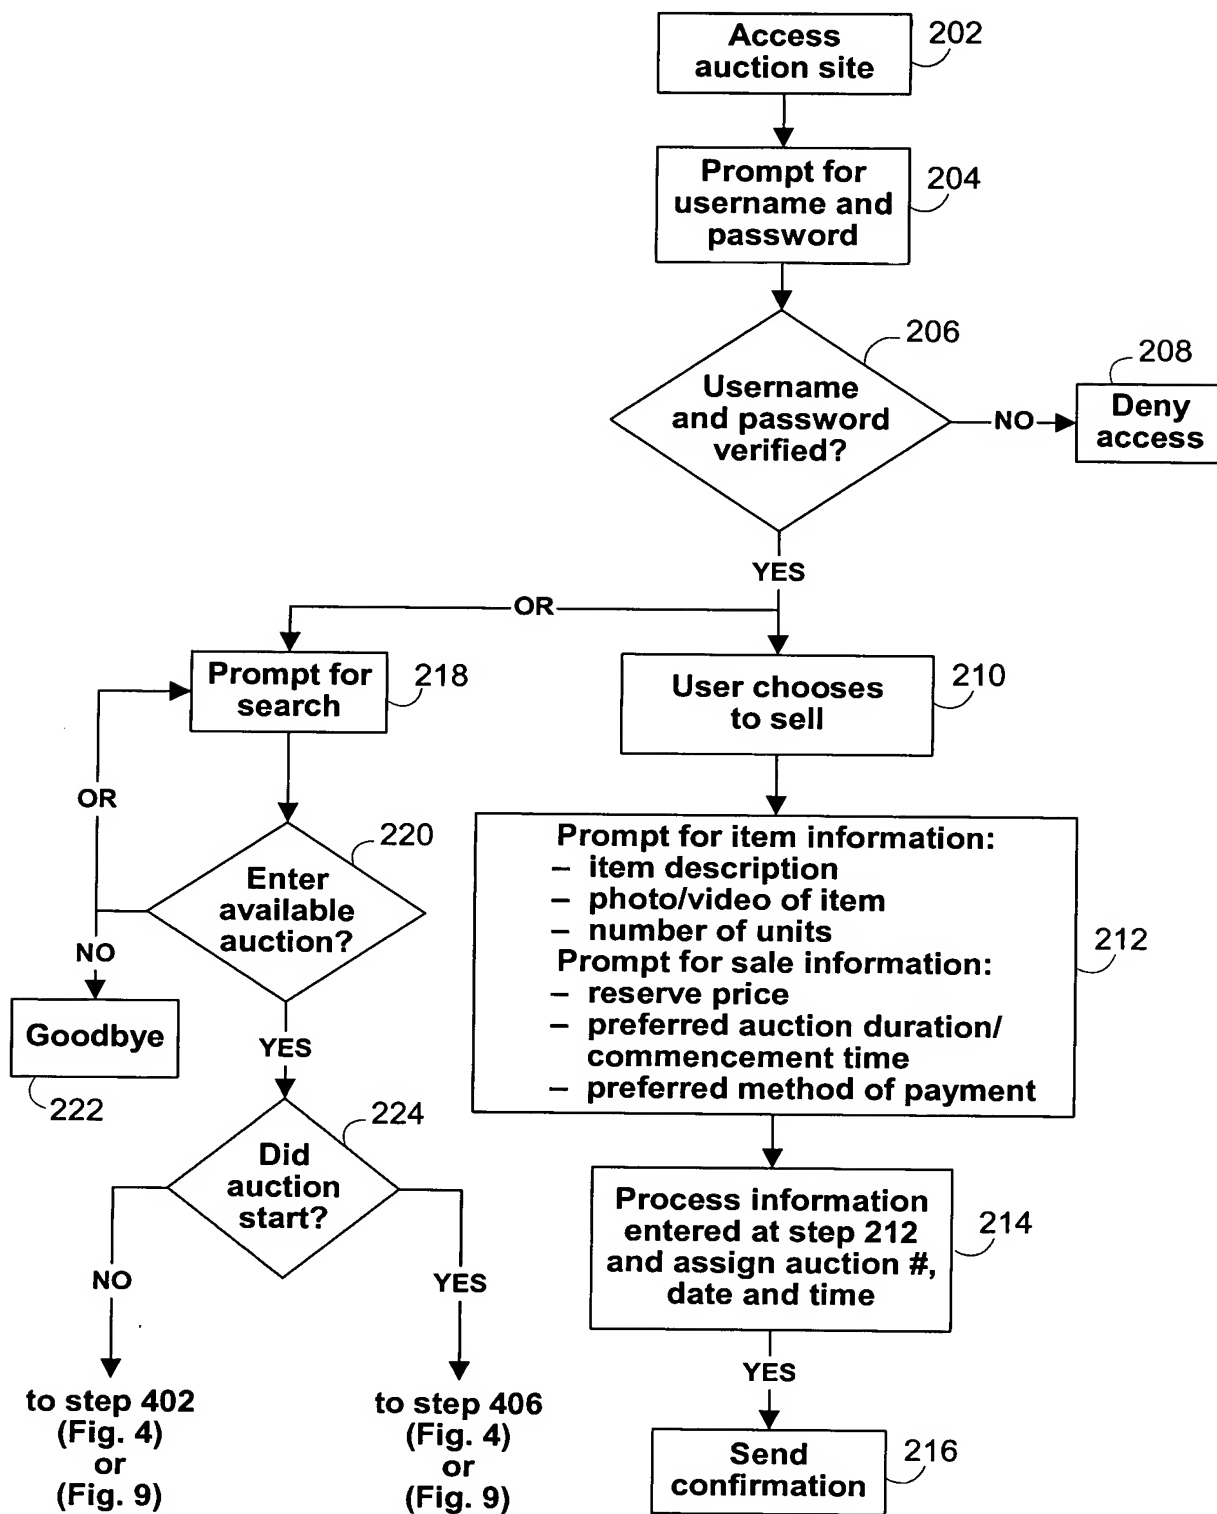 Access
auction site
202
Prompt for
username and
password
204
206
Username
and password
verified?
NO
208
Deny
access
YES
OR
Prompt for
search
218
User chooses
to sell
210
OR
220
Enter
available
auction?
NO
Goodbye
222
YES
Prompt for item information:
– item description
– photo/video of item
– number of units
Prompt for sale information:
– reserve price
– preferred auction duration/
commencement time
– preferred method of payment
212
224
Did
auction
start?
NO
YES
Process information
entered at step 212
and assign auction #,
date and time
214
YES
to step 402
(Fig. 4)
or
(Fig. 9)
to step 406
(Fig. 4)
or
(Fig. 9)
Send
confirmation
216